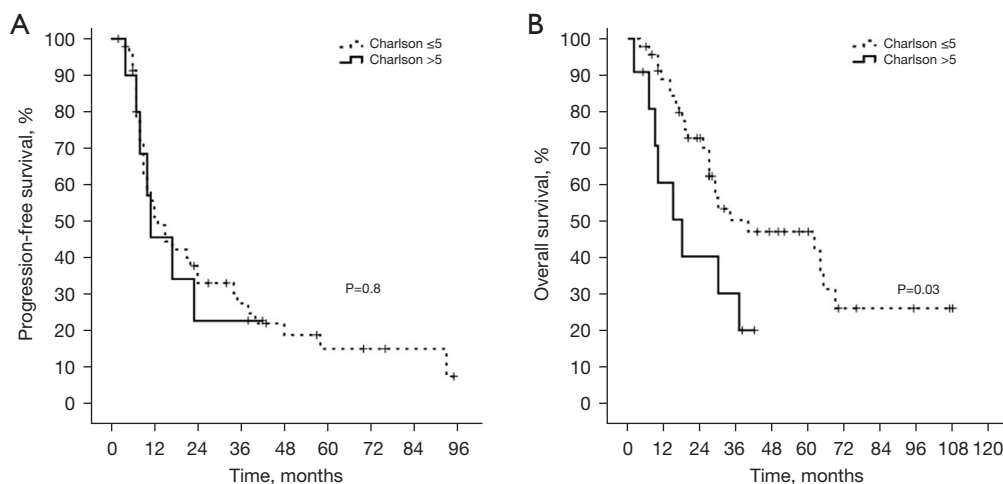 A
100
90
80
70
60
50
40
30
20
10
0
Progression-free survival, %
Charlson ≤5
Charlson >5
P=0.8
0 12 24 36 48 60 72 84 96
Time, months
B
100
90
80
70
60
50
40
30
20
10
0
Overall survival, %
Charlson ≤5
Charlson >5
P=0.03
0 12 24 36 48 60 72 84 96 108 120
Time, months